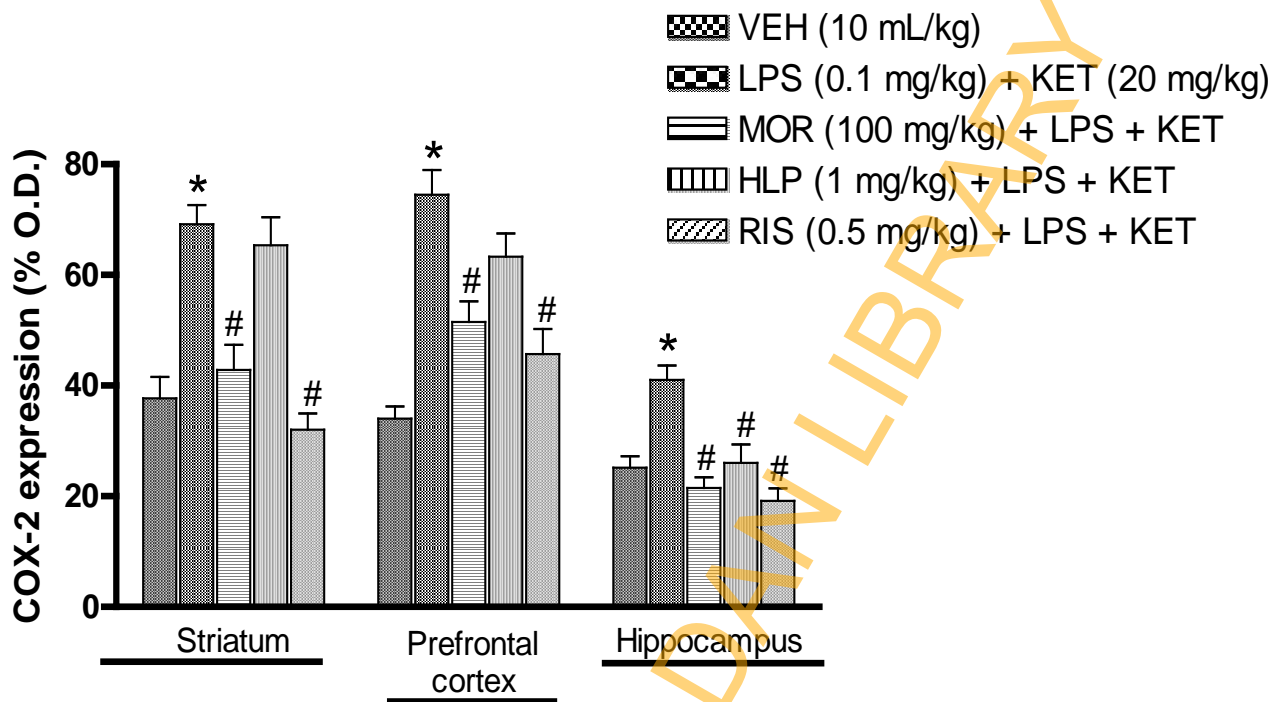 VEH (10 mL/kg)
LPS (0.1 mg/kg) + KET (20 mg/kg)
MOR (100 mg/kg) + LPS + KET
HLP (1 mg/kg) + LPS + KET
RIS (0.5 mg/kg) + LPS + KET
COX-2 expression (% O.D.)
80
60
40
20
0
*
#
#
*
#
#
*
#
#
#
Striatum
Prefrontal
cortex
Hippocampus
DAN LIBRARY